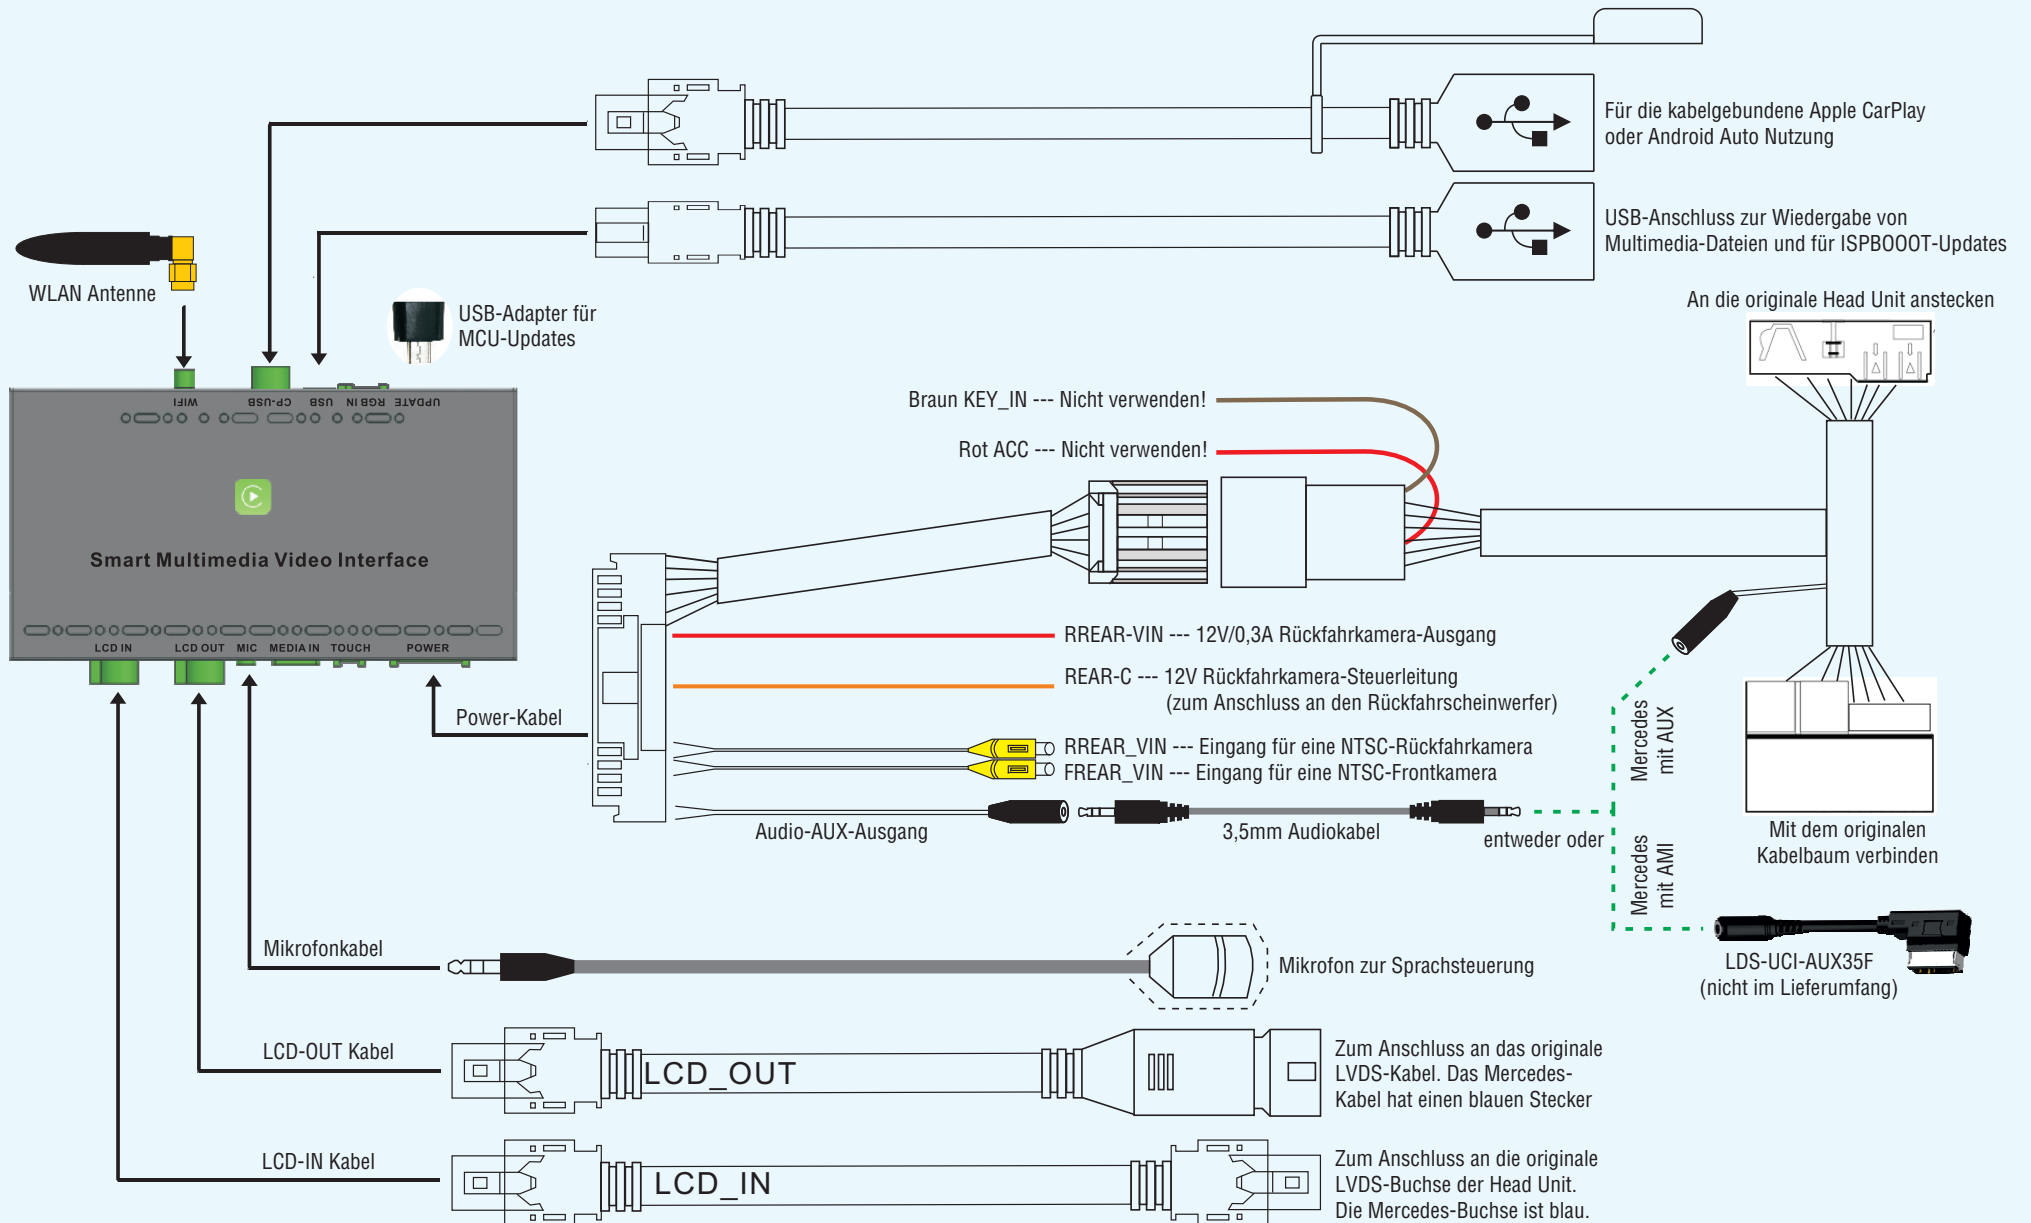 Für die kabelgebundene Apple CarPlay
oder Android Auto Nutzung
USB-Anschluss zur Wiedergabe von
Multimedia-Dateien und für ISPBOOOT-Updates
WLAN Antenne
USB-Adapter für
MCU-Updates
An die originale Head Unit anstecken
WIFI
CP-USB
USB
RGB IN
UPDATE
Braun KEY_IN --- Nicht verwenden!
Rot ACC --- Nicht verwenden!
Smart Multimedia Video Interface
LCD IN
LCD OUT
MIC
MEDIA IN
TOUCH
POWER
RREAR-VIN --- 12V/0,3A Rückfahrkamera-Ausgang
REAR-C --- 12V Rückfahrkamera-Steuerleitung
(zum Anschluss an den Rückfahrscheinwerfer)
Power-Kabel
RREAR_VIN --- Eingang für eine NTSC-Rückfahrkamera
FREAR_VIN --- Eingang für eine NTSC-Frontkamera
Audio-AUX-Ausgang
3,5mm Audiokabel
entweder oder
Mercedes
mit AUX
Mercedes
mit AMI
Mit dem originalen
Kabelbaum verbinden
LDS-UCI-AUX35F
(nicht im Lieferumfang)
Mikrofonkabel
Mikrofon zur Sprachsteuerung
LCD-OUT Kabel
LCD_OUT
Zum Anschluss an das originale
LVDS-Kabel. Das Mercedes-
Kabel hat einen blauen Stecker
LCD-IN Kabel
LCD_IN
Zum Anschluss an die originale
LVDS-Buchse der Head Unit.
Die Mercedes-Buchse ist blau.